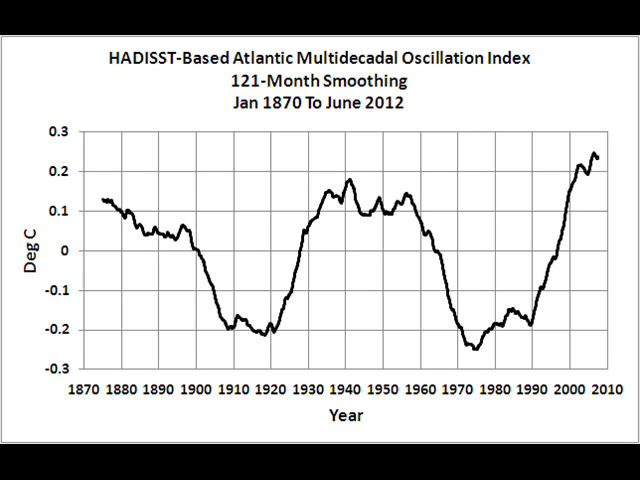 HADISST-Based Atlantic Multidecadal Oscillation Index
121-Month Smoothing
Jan 1870 To June 2012
0.3
0.2
0.1
0
-0.1
-0.2
-0.3
Deg C
1870 1880 1890 1900 1910 1920 1930 1940 1950 1960 1970 1980 1990 2000 2010
Year